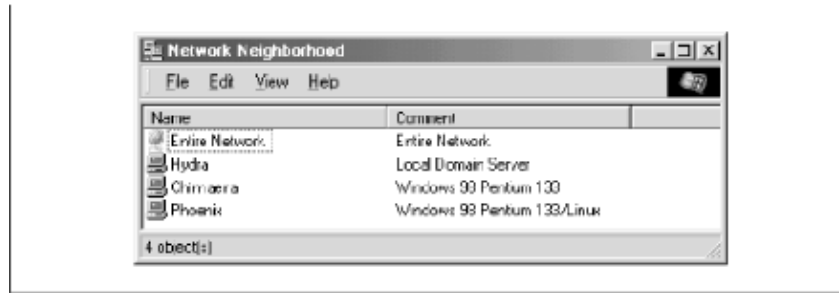 Network Neighborhood
File Edit View Help
Name Comment
Entire Network Entire Network
Hydra Local Domain Server
Chimaera Windows 98 Pentium 133
Phoenix Windows 98 Pentium 133/Linux
4 object(s)